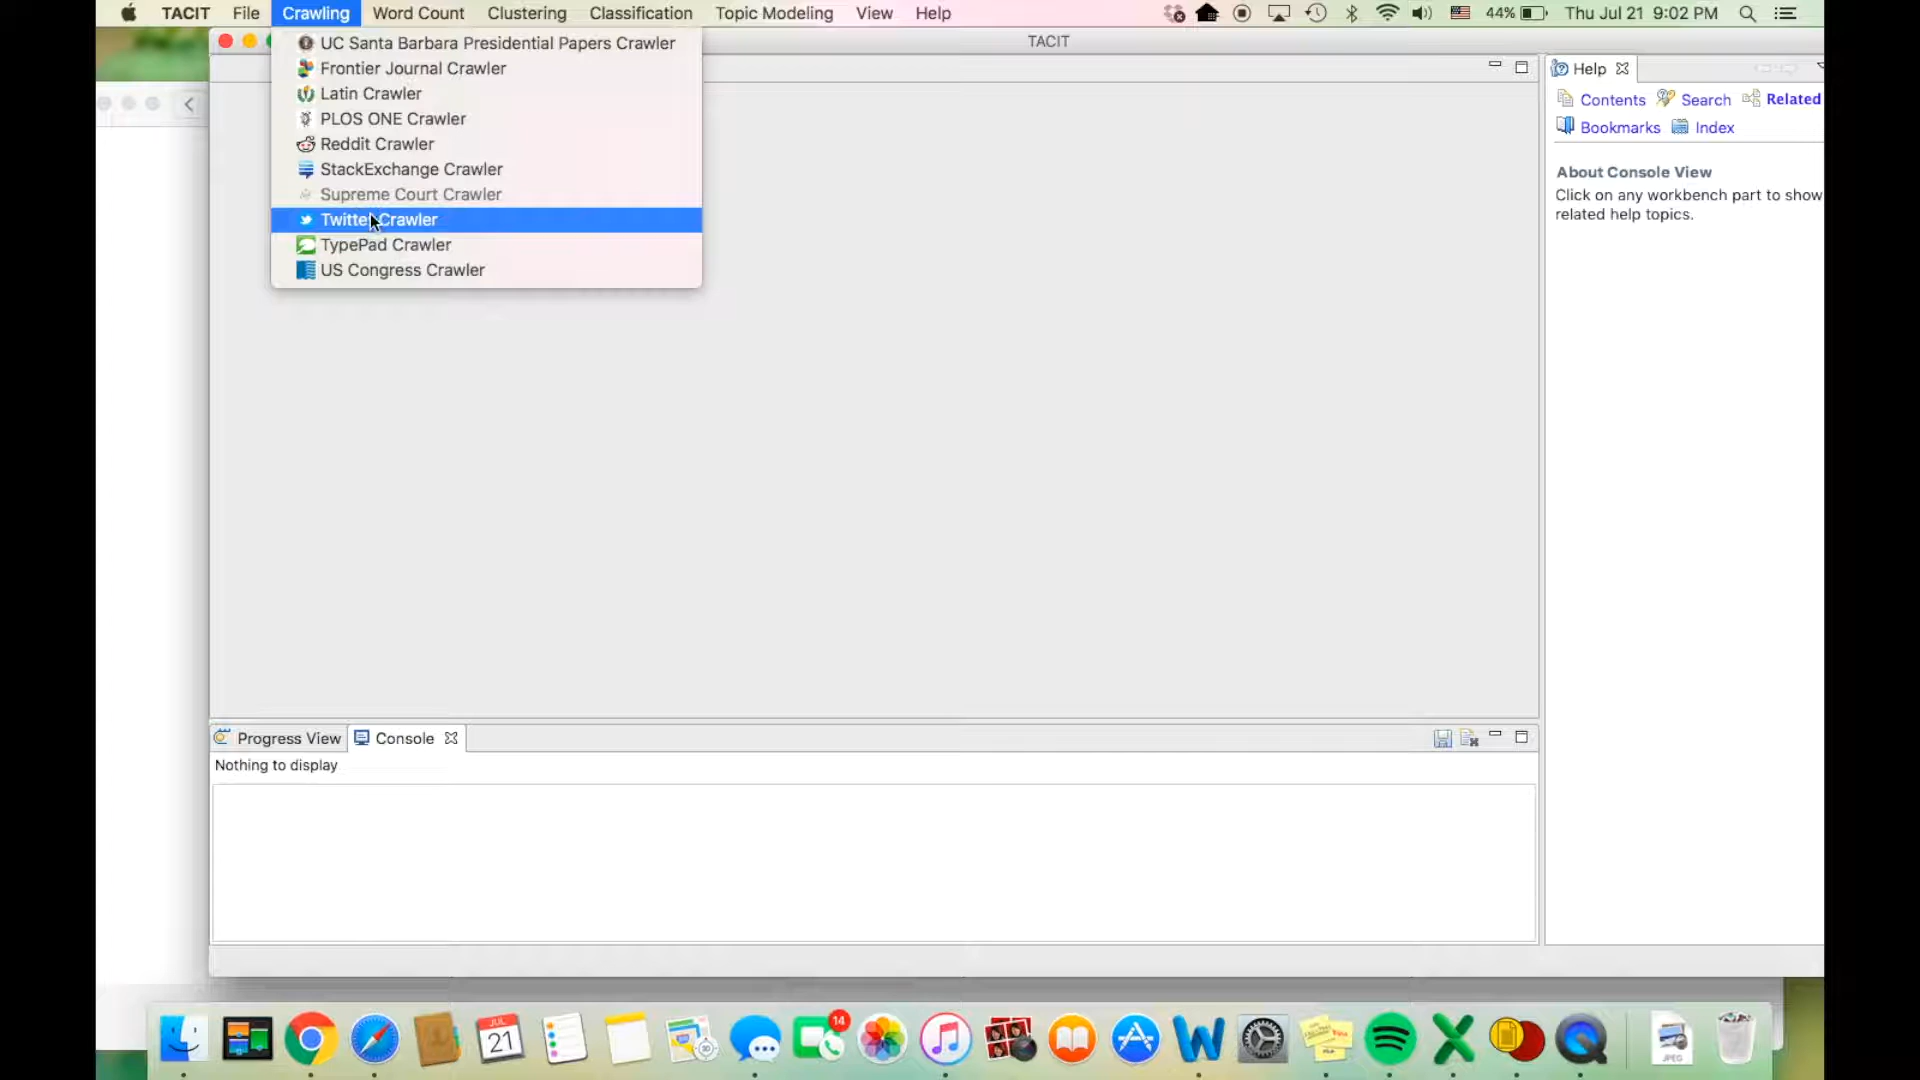 TACIT File Crawling Word Count Clustering Classification Topic Modeling View Help 44% Thu Jul 21 9:02 PM
TACIT
UC Santa Barbara Presidential Papers Crawler
Frontier Journal Crawler
Latin Crawler
PLOS ONE Crawler
Reddit Crawler
StackExchange Crawler
Supreme Court Crawler
Twitter Crawler
TypePad Crawler
US Congress Crawler
Help
Contents Search Related
Bookmarks Index
About Console View
Click on any workbench part to show
related help topics.
Progress View Console
Nothing to display
JUL
21
14
JPEG